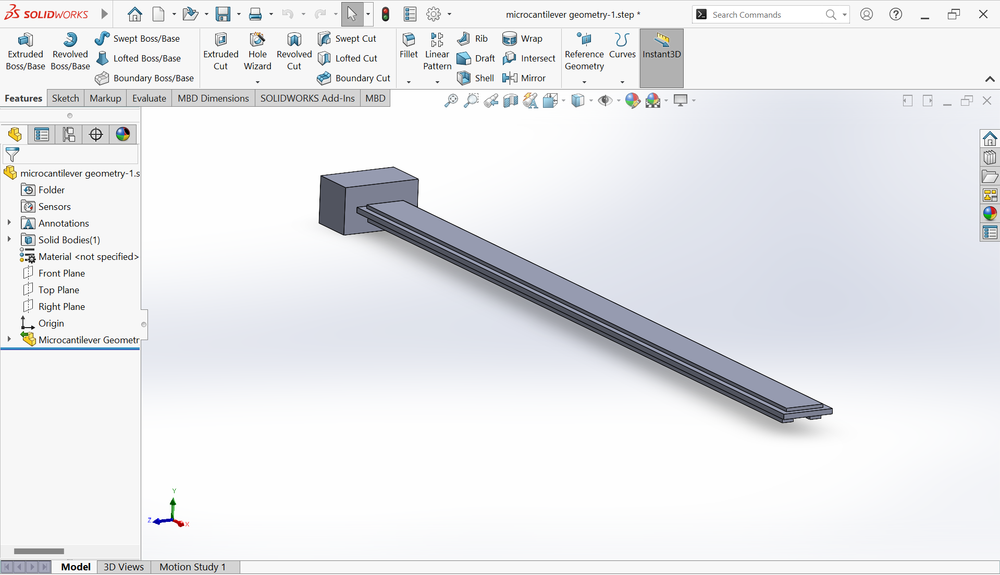 SOLIDWORKS
microcantilever geometry-1.step *
Search Commands
Extruded Boss/Base
Revolved Boss/Base
Swept Boss/Base
Lofted Boss/Base
Boundary Boss/Base
Extruded Cut
Hole Wizard
Revolved Cut
Swept Cut
Lofted Cut
Boundary Cut
Fillet
Linear Pattern
Rib
Draft
Shell
Wrap
Intersect
Mirror
Reference Geometry
Curves
Instant3D
Features
Sketch
Markup
Evaluate
MBD Dimensions
SOLIDWORKS Add-Ins
MBD
microcantilever geometry-1.s
Folder
Sensors
Annotations
Solid Bodies(1)
Material <not specified>
Front Plane
Top Plane
Right Plane
Origin
Microcantilever Geometr
Y
Z
X
Model
3D Views
Motion Study 1